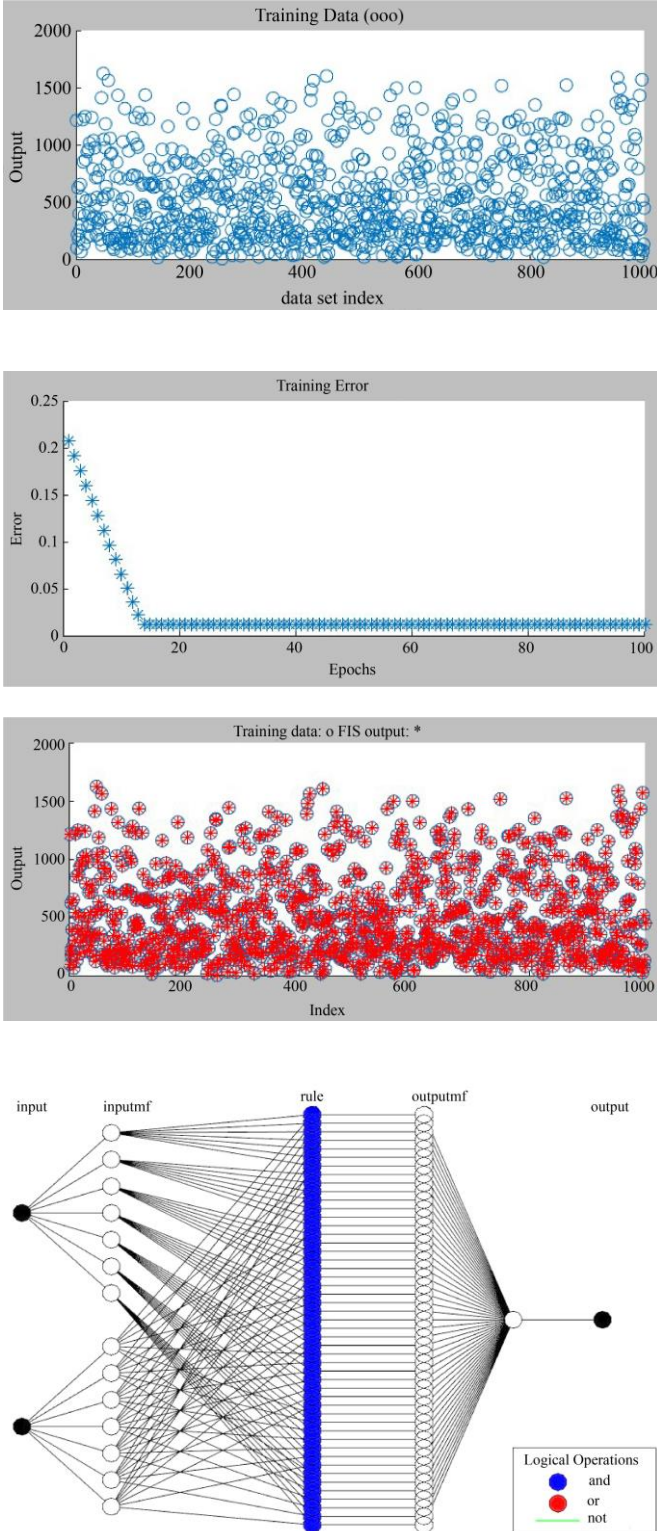 Training Data (ooo)
2000
1500
1000
500
0
Output
0 200 400 600 800 1000
data set index
Training Error
0.25
0.2
0.15
0.1
0.05
0
Error
0 20 40 60 80 100
Epochs
Training data: o FIS output: *
2000
1500
1000
500
0
Output
0 200 400 600 800 1000
Index
input inputmf rule outputmf output
Logical Operations
and
or
not